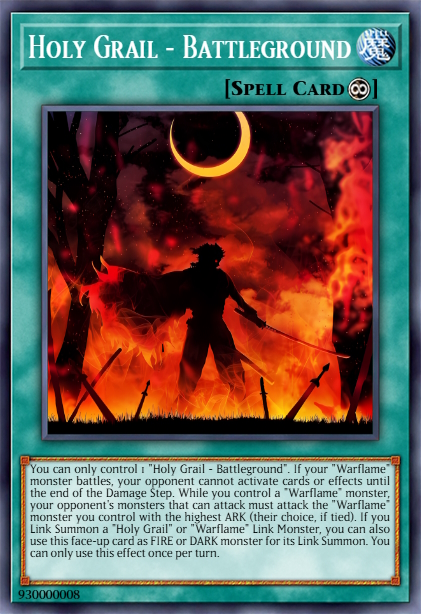 Holy Grail - Battleground
魔
[Spell Card∞]
You can only control 1 "Holy Grail - Battleground". If your "Warflame"
monster battles, your opponent cannot activate cards or effects until
the end of the Damage Step. While you control a "Warflame" monster,
your opponent's monsters that can attack must attack the "Warflame"
monster you control with the highest ARK (their choice, if tied). If you
Link Summon a "Holy Grail" or "Warflame" Link Monster, you can also
use this face-up card as FIRE or DARK monster for its Link Summon. You
can only use this effect once per turn.
930000008